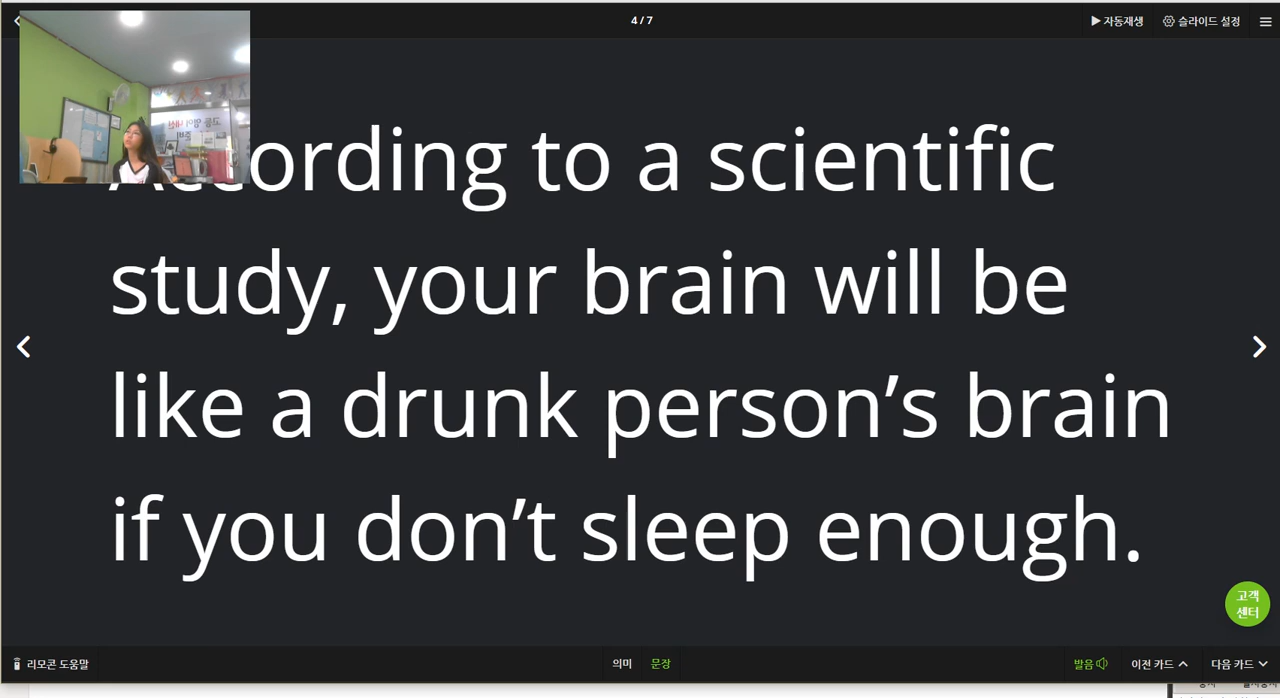 4 / 7
자동재생
슬라이드 설정
According to a scientific
study, your brain will be
like a drunk person’s brain
if you don’t sleep enough.
고객
센터
리모콘 도움말
의미
문장
발음
이전 카드
다음 카드